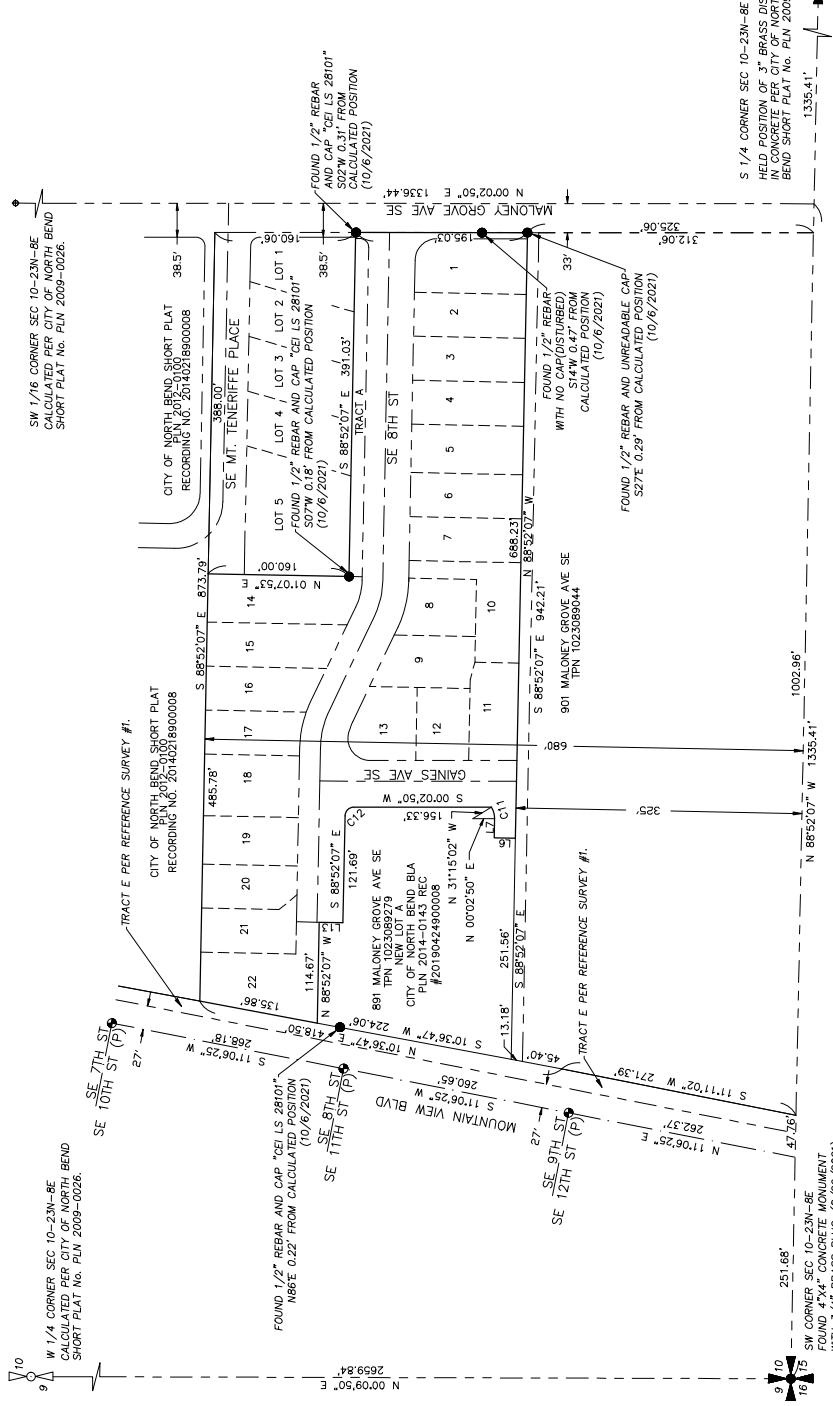 W 1/4 CORNER SEC 10-23N-8E
CALCULATED PER CITY OF NORTH BEND
SHORT PLAT No. PLN 2009-0026.
10
9
N 00°09'50" E 2659.84'
SE 7TH ST
SE 10TH ST (P)
27'
268.18'
S 11°06'25" W
TRACT E PER REFERENCE SURVEY #1.
SE 8TH ST
SE 11TH ST (P)
FOUND 1/2" REBAR AND CAP "CEI LS 28101"
N86°E 0.22' FROM CALCULATED POSITION
(10/6/2021)
MOUNTAIN VIEW BLVD
260.65'
S 11°06'25" W
27'
SE 9TH ST
SE 12TH ST (P)
262.37'
N 11°06'25" E
47.76'
251.68'
9 10
16 15
SW CORNER SEC 10-23N-8E
FOUND 4"X4" CONCRETE MONUMENT
SW 1/16 CORNER SEC 10-23N-8E
CALCULATED PER CITY OF NORTH BEND
SHORT PLAT No. PLN 2009-0026.
CITY OF NORTH BEND SHORT PLAT
PLN 2012-0100
RECORDING NO. 20140218900008
CITY OF NORTH BEND SHORT PLAT
PLN 2012-0100
RECORDING NO. 20140218900008
S 88°52'07" E 873.79'
485.78'
388.00'
38.5'
SE MT. TENERIFFE PLACE
LOT 5
LOT 4
LOT 3
LOT 2
LOT 1
38.5'
160.06'
160.00'
N 01°07'53" E
FOUND 1/2" REBAR AND CAP "CEI LS 28101"
S07°W 0.18' FROM CALCULATED POSITION
(10/6/2021)
S 88°52'07" E 391.03'
TRACT A
FOUND 1/2" REBAR
AND CAP "CEI LS 28101"
S02°W 0.31' FROM
CALCULATED POSITION
(10/6/2021)
22
21
20
19
18
17
16
15
14
135.86'
418.50'
N 10°36'47" E
224.06'
S 10°36'47" W
114.67'
N 88°52'07" W
L13
S 88°52'07" E
121.69'
C12
891 MALONEY GROVE AVE SE
TPN 1023089279
NEW LOT A
CITY OF NORTH BEND BLA
PLN 2014-0143 REC
#20190424900008
S 00°02'50" W
156.33'
N 31°15'02" W
N 00°02'50" E
L7
C11
L6
251.56'
S 88°52'07" E
13.18'
45.40'
TRACT E PER REFERENCE SURVEY #1.
271.39'
S 11°11'02" W
SE 8TH ST
GAINES AVE SE
13
12
11
9
8
10
7
6
5
4
3
2
1
688.23'
N 88°52'07" W
S 88°52'07" E 942.21'
901 MALONEY GROVE AVE SE
TPN 1023089044
680'
325'
195.03'
MALONEY GROVE AVE SE
N 00°02'50" E 1336.44'
FOUND 1/2" REBAR
WITH NO CAP(DISTURBED)
S14°W 0.47' FROM
CALCULATED POSITION
(10/6/2021)
FOUND 1/2" REBAR AND UNREADABLE CAP
S27°E 0.29' FROM CALCULATED POSITION
(10/6/2021)
33'
312.06'
325.06'
1002.96'
N 88°52'07" W 1335.41'
1335.41'
S 1/4 CORNER SEC 10-23N-8E
HELD POSITION OF 3" BRASS DIS
IN CONCRETE PER CITY OF NORT
BEND SHORT PLAT No. PLN 2009